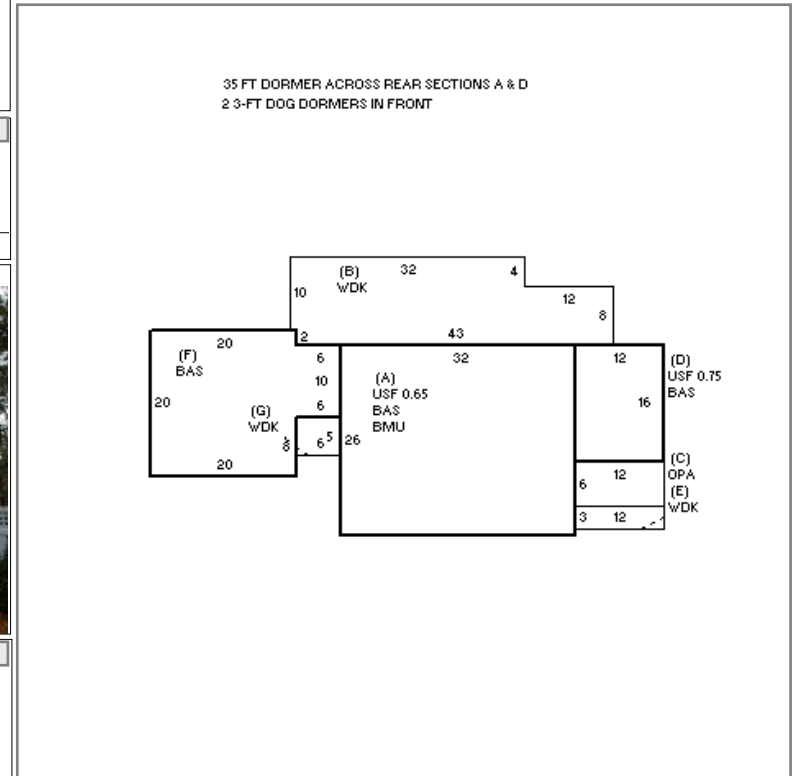 35 FT DORMER ACROSS REAR SECTIONS A & D
2 3-FT DOG DORMERS IN FRONT
(B)
WDK
32
4
10
12
8
2
43
20
(F)
BAS
6
32
12
(D)
USF 0.75
BAS
10
(A)
USF 0.65
BAS
BMU
20
6
16
(G)
WDK
8
6
5
26
20
(C)
OPA
6
12
(E)
WDK
3
12